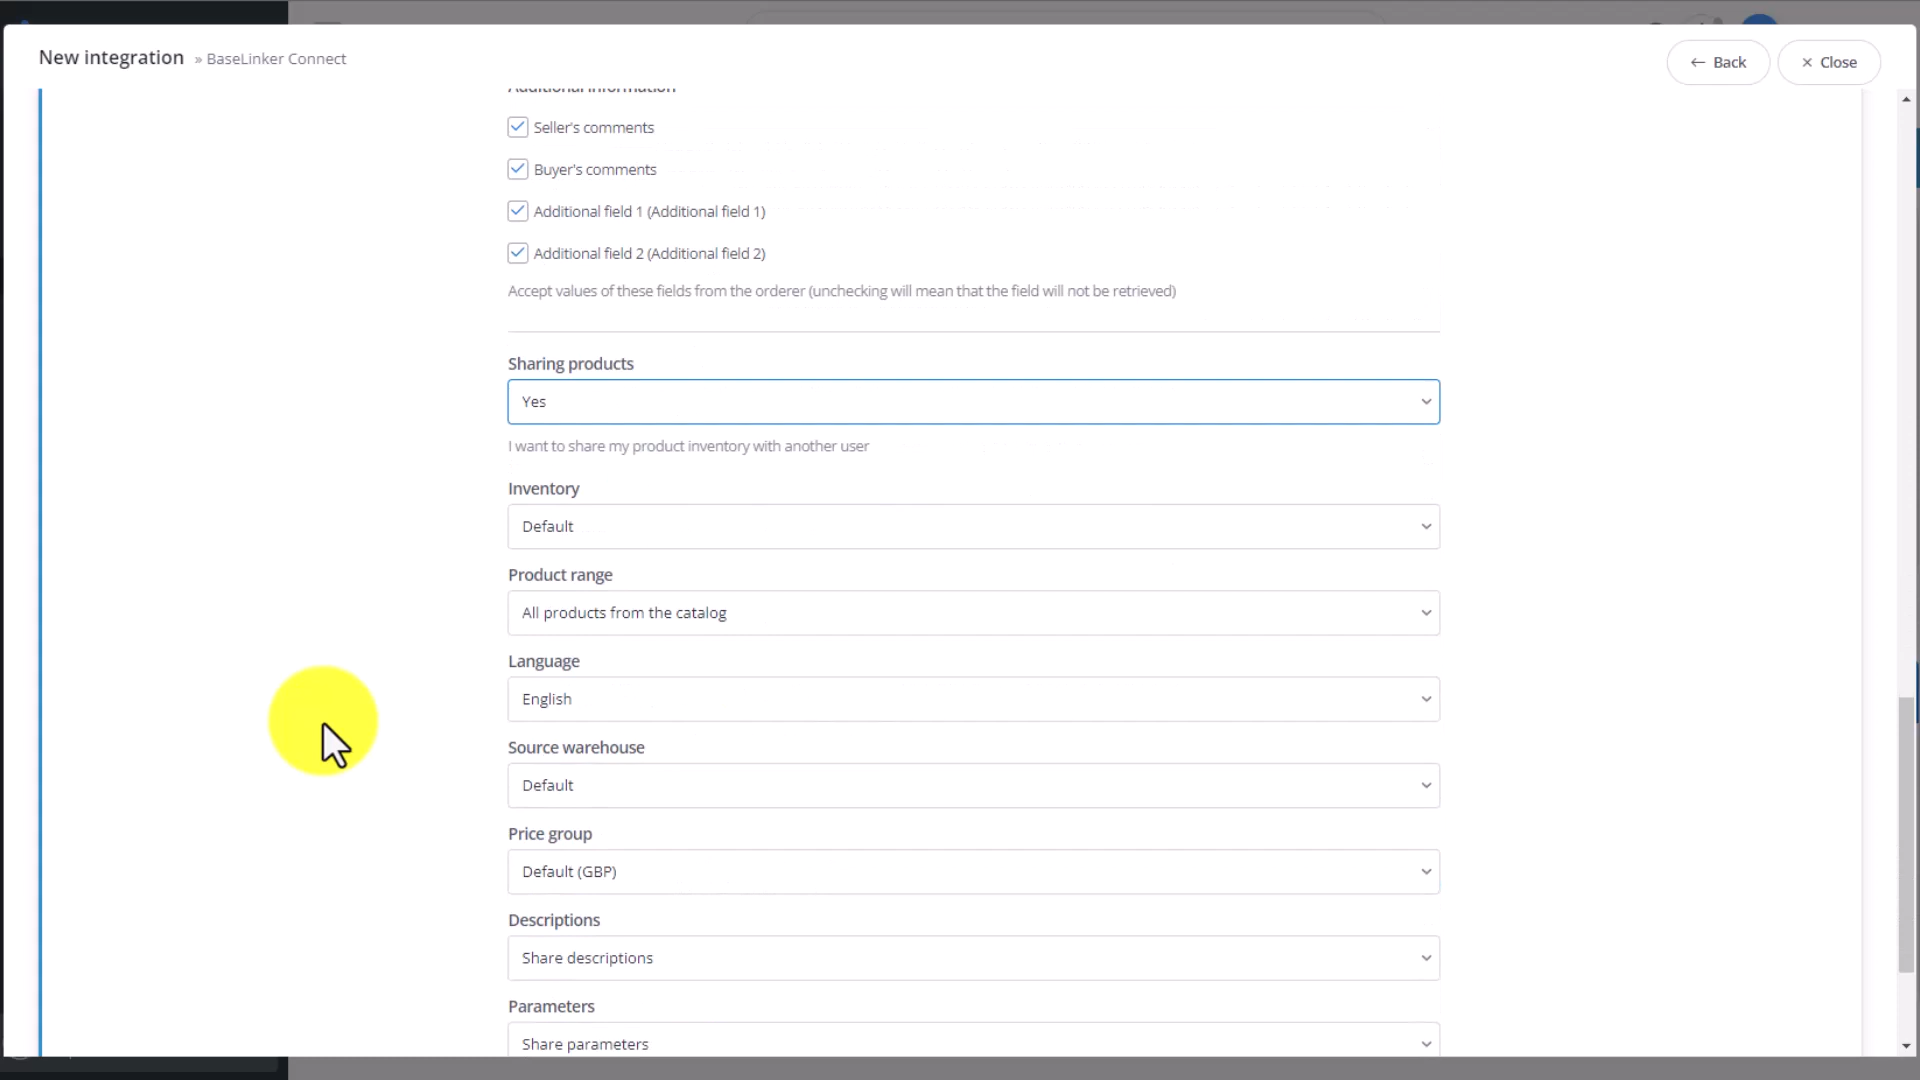 New integration » BaseLinker Connect
← Back
× Close
Additional information
Seller's comments
Buyer's comments
Additional field 1 (Additional field 1)
Additional field 2 (Additional field 2)
Accept values of these fields from the orderer (unchecking will mean that the field will not be retrieved)
Sharing products
Yes
I want to share my product inventory with another user
Inventory
Default
Product range
All products from the catalog
Language
English
Source warehouse
Default
Price group
Default (GBP)
Descriptions
Share descriptions
Parameters
Share parameters